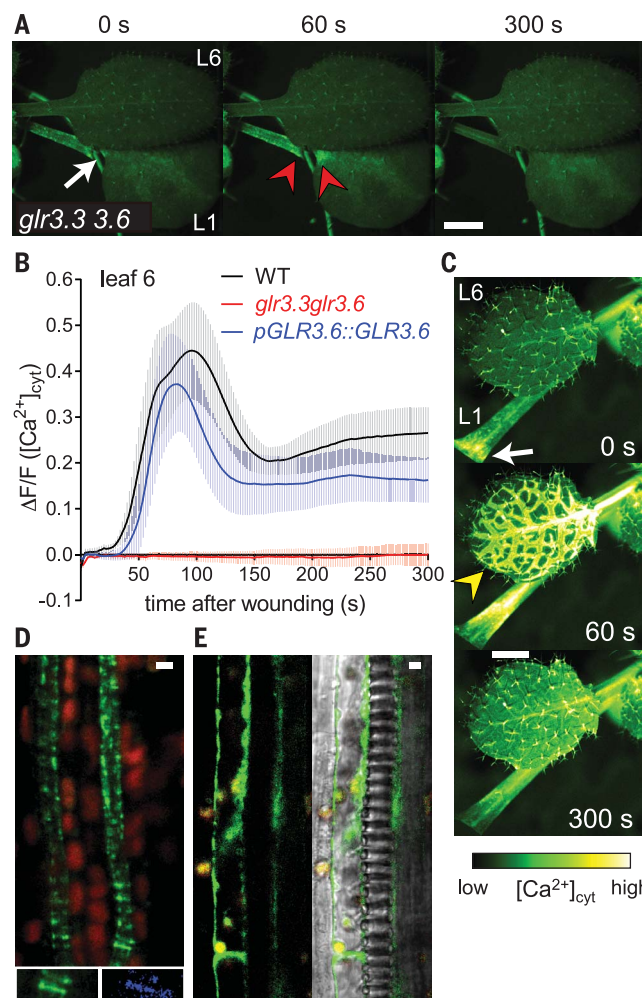 A
0 s 60 s 300 s
L6
glr3.3 3.6
L1
B
leaf 6
WT
glr3.3glr3.6
pGLR3.6::GLR3.6
ΔF/F ([Ca²⁺]cyt)
0.6
0.5
0.4
0.3
0.2
0.1
0.0
-0.1
50 100 150 200 250 300
time after wounding (s)
C
L6
L1
0 s
60 s
300 s
low [Ca²⁺]cyt high
D
E